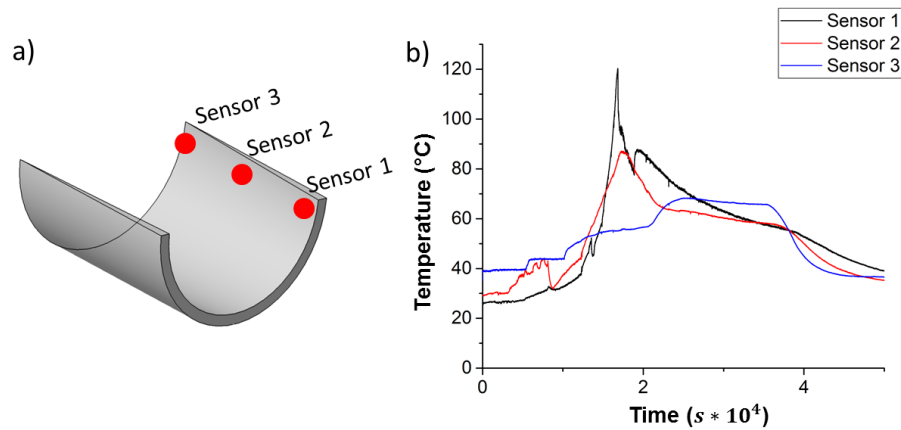 a)
Sensor 3
Sensor 2
Sensor 1
b)
Sensor 1
Sensor 2
Sensor 3
120
100
80
60
40
20
0
Temperature (°C)
0
2
4
Time (s * 10⁴)